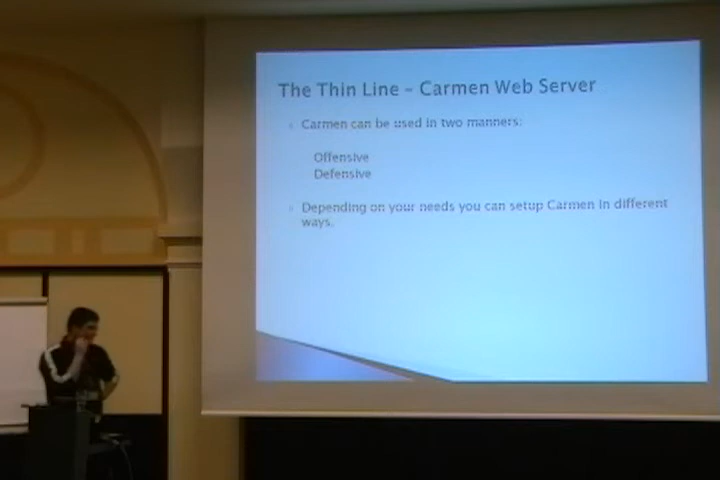 The Thin Line – Carmen Web Server
Carmen can be used in two manners:
Offensive
Defensive
Depending on your needs you can setup Carmen in different
ways.